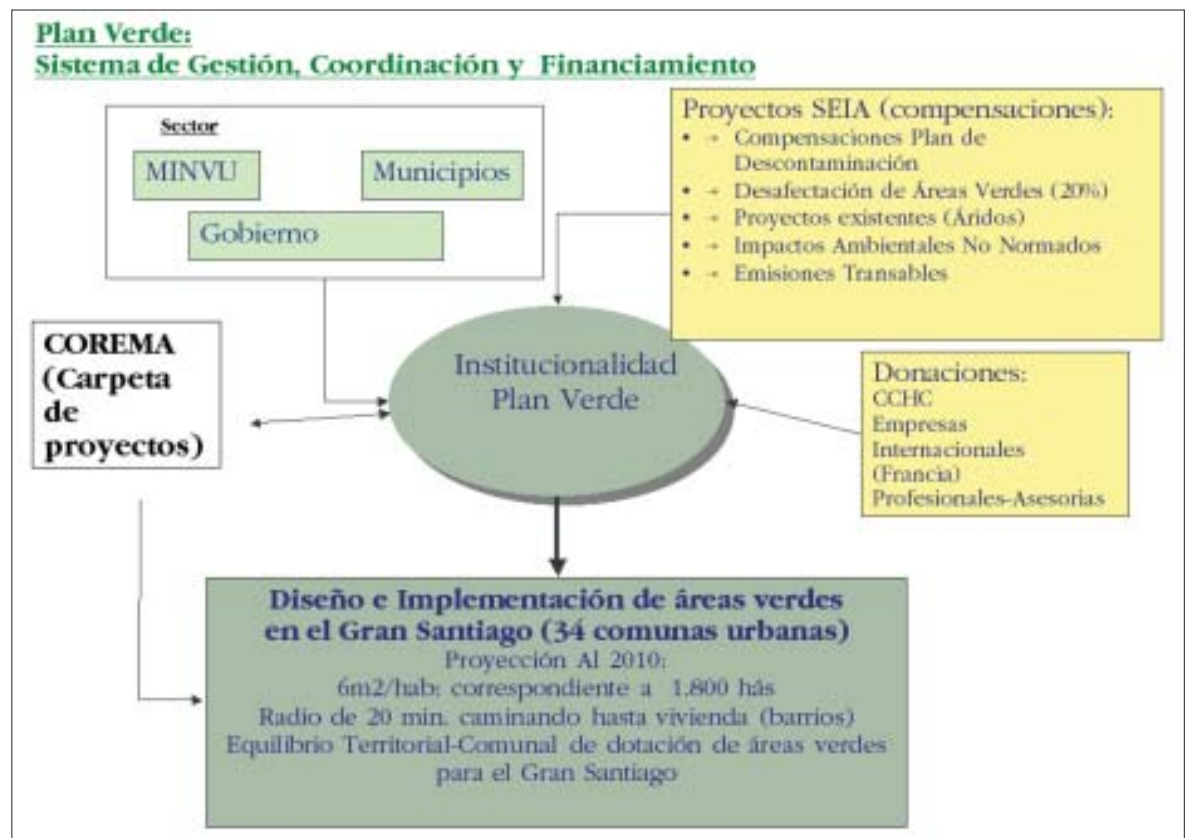 Plan Verde:
Sistema de Gestión, Coordinación y Financiamiento
Sector
MINVU
Municipios
Gobierno
Proyectos SEIA (compensaciones):
• → Compensaciones Plan de
Descontaminación
• → Desafectación de Áreas Verdes (20%)
• → Proyectos existentes (Áridos)
• → Impactos Ambientales No Normados
• → Emisiones Transables
COREMA
(Carpeta
de
proyectos)
Institucionalidad
Plan Verde
Donaciones:
CCHC
Empresas
Internacionales
(Francia)
Profesionales-Asesorias
Diseño e Implementación de áreas verdes
en el Gran Santiago (34 comunas urbanas)
Proyección Al 2010:
6m2/hab: correspondiente a 1.800 hás
Radio de 20 min. caminando hasta vivienda (barrios)
Equilibrio Territorial-Comunal de dotación de áreas verdes
para el Gran Santiago